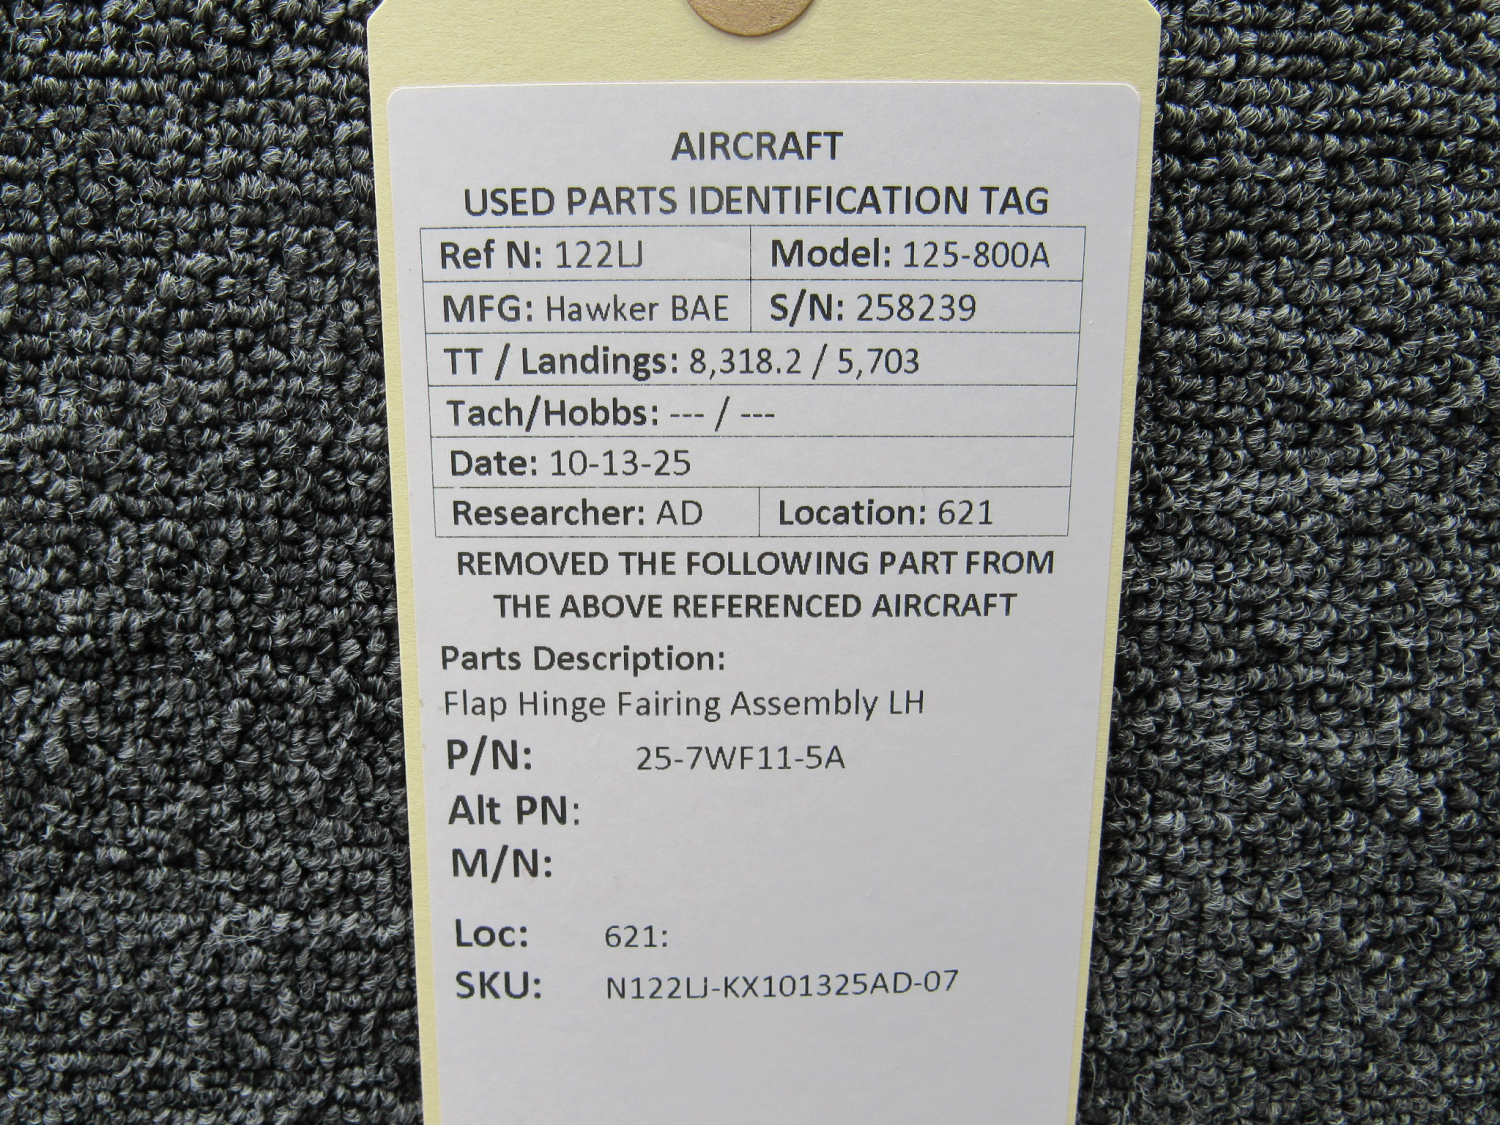 AIRCRAFT
USED PARTS IDENTIFICATION TAG
Ref N: 122LJ Model: 125-800A
MFG: Hawker BAE S/N: 258239
TT / Landings: 8,318.2 / 5,703
Tach/Hobbs: --- / ---
Date: 10-13-25
Researcher: AD Location: 621
REMOVED THE FOLLOWING PART FROM
THE ABOVE REFERENCED AIRCRAFT
Parts Description:
Flap Hinge Fairing Assembly LH
P/N: 25-7WF11-5A
Alt PN:
M/N:
Loc: 621:
SKU: N122LJ-KX101325AD-07